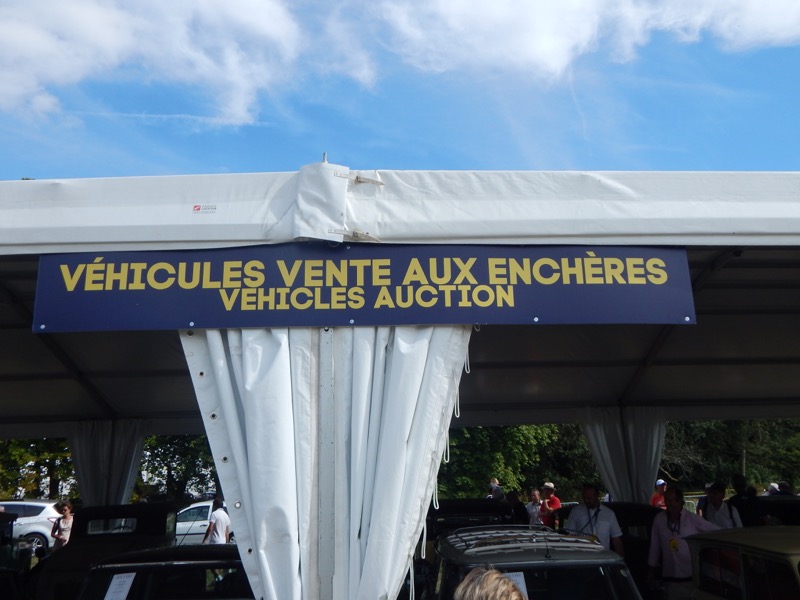 VÉHICULES VENTE AUX ENCHÈRES
VEHICLES AUCTION